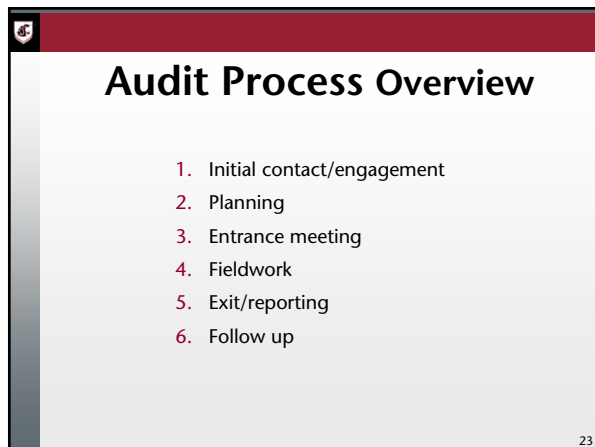 Audit Process Overview
1. Initial contact/engagement
2. Planning
3. Entrance meeting
4. Fieldwork
5. Exit/reporting
6. Follow up
23